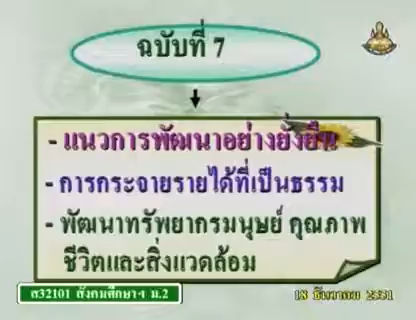 ฉบับที่ 7
- แนวการพัฒนาอย่างยั่งยืน
- การกระจายรายได้ที่เป็นธรรม
- พัฒนาทรัพยากรมนุษย์ คุณภาพ
ชีวิตและสิ่งแวดล้อม
ส32101 สังคมศึกษาฯ ม.2
18 ธันวาคม 2551